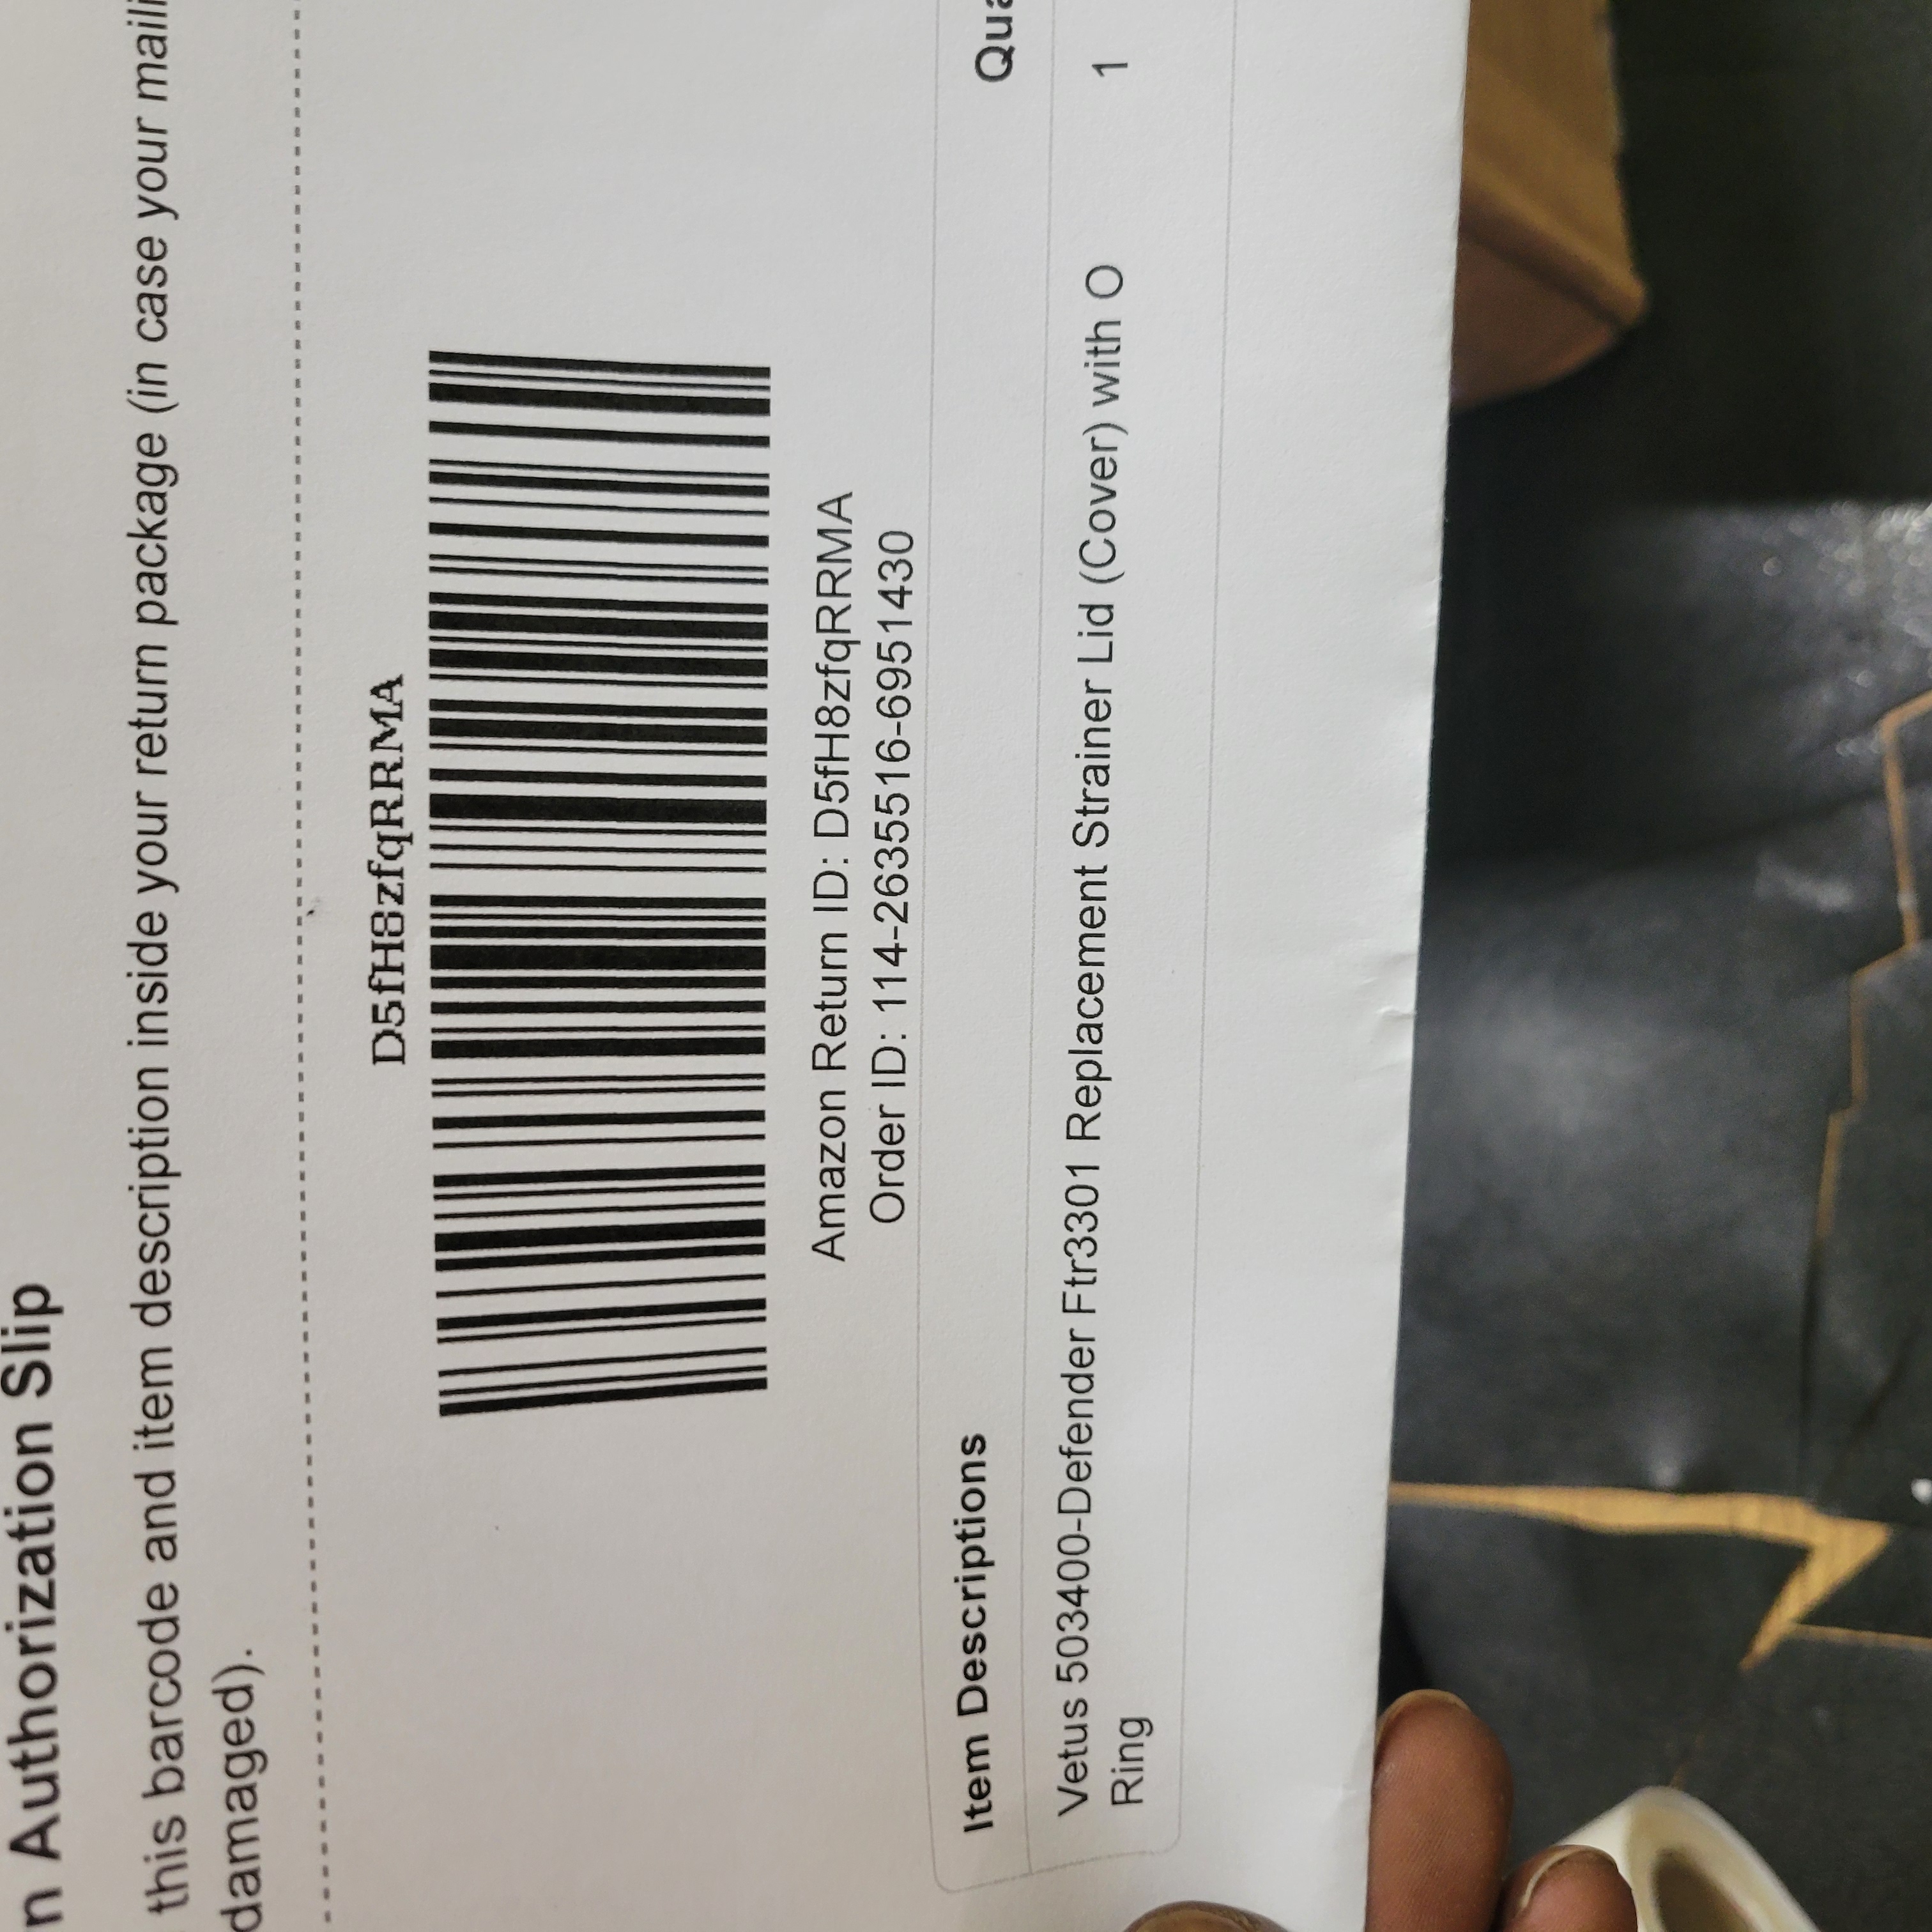 n Authorization Slip
this barcode and item description inside your return package (in case your maili
damaged).
D5fH8zfqRRMA
Amazon Return ID: D5fH8zfqRRMA
Order ID: 114-2635516-6951430
Item Descriptions Qua
Vetus 503400-Defender Ftr3301 Replacement Strainer Lid (Cover) with O 1
Ring